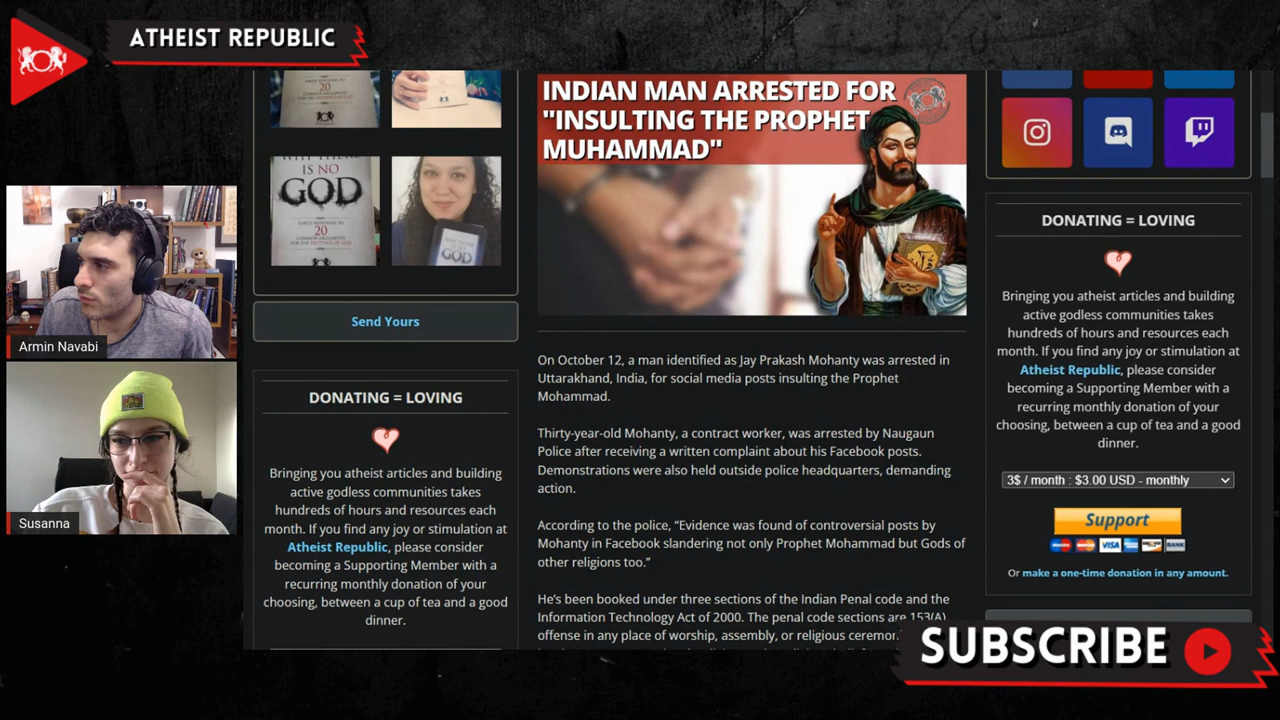 ATHEIST REPUBLIC
20
IS NO
GOD
20
COMMON ARGUMENTS
FOR THE EXISTENCE OF GOD
GOD
Send Yours
DONATING = LOVING
Bringing you atheist articles and building
active godless communities takes
hundreds of hours and resources each
month. If you find any joy or stimulation at
Atheist Republic, please consider
becoming a Supporting Member with a
recurring monthly donation of your
choosing, between a cup of tea and a good
dinner.
INDIAN MAN ARRESTED FOR
"INSULTING THE PROPHET
MUHAMMAD"
On October 12, a man identified as Jay Prakash Mohanty was arrested in
Uttarakhand, India, for social media posts insulting the Prophet
Mohammad.
Thirty-year-old Mohanty, a contract worker, was arrested by Naugaun
Police after receiving a written complaint about his Facebook posts.
Demonstrations were also held outside police headquarters, demanding
action.
According to the police, “Evidence was found of controversial posts by
Mohanty in Facebook slandering not only Prophet Mohammad but Gods of
other religions too.”
He’s been booked under three sections of the Indian Penal code and the
Information Technology Act of 2000. The penal code sections are 153(A)
offense in any place of worship, assembly, or religious
DONATING = LOVING
Bringing you atheist articles and building
active godless communities takes
hundreds of hours and resources each
month. If you find any joy or stimulation at
Atheist Republic, please consider
becoming a Supporting Member with a
recurring monthly donation of your
choosing, between a cup of tea and a good
dinner.
3$ / month : $3.00 USD - monthly
Support
VISA
BANK
Or make a one-time donation in any amount.
Armin Navabi
Susanna
SUBSCRIBE